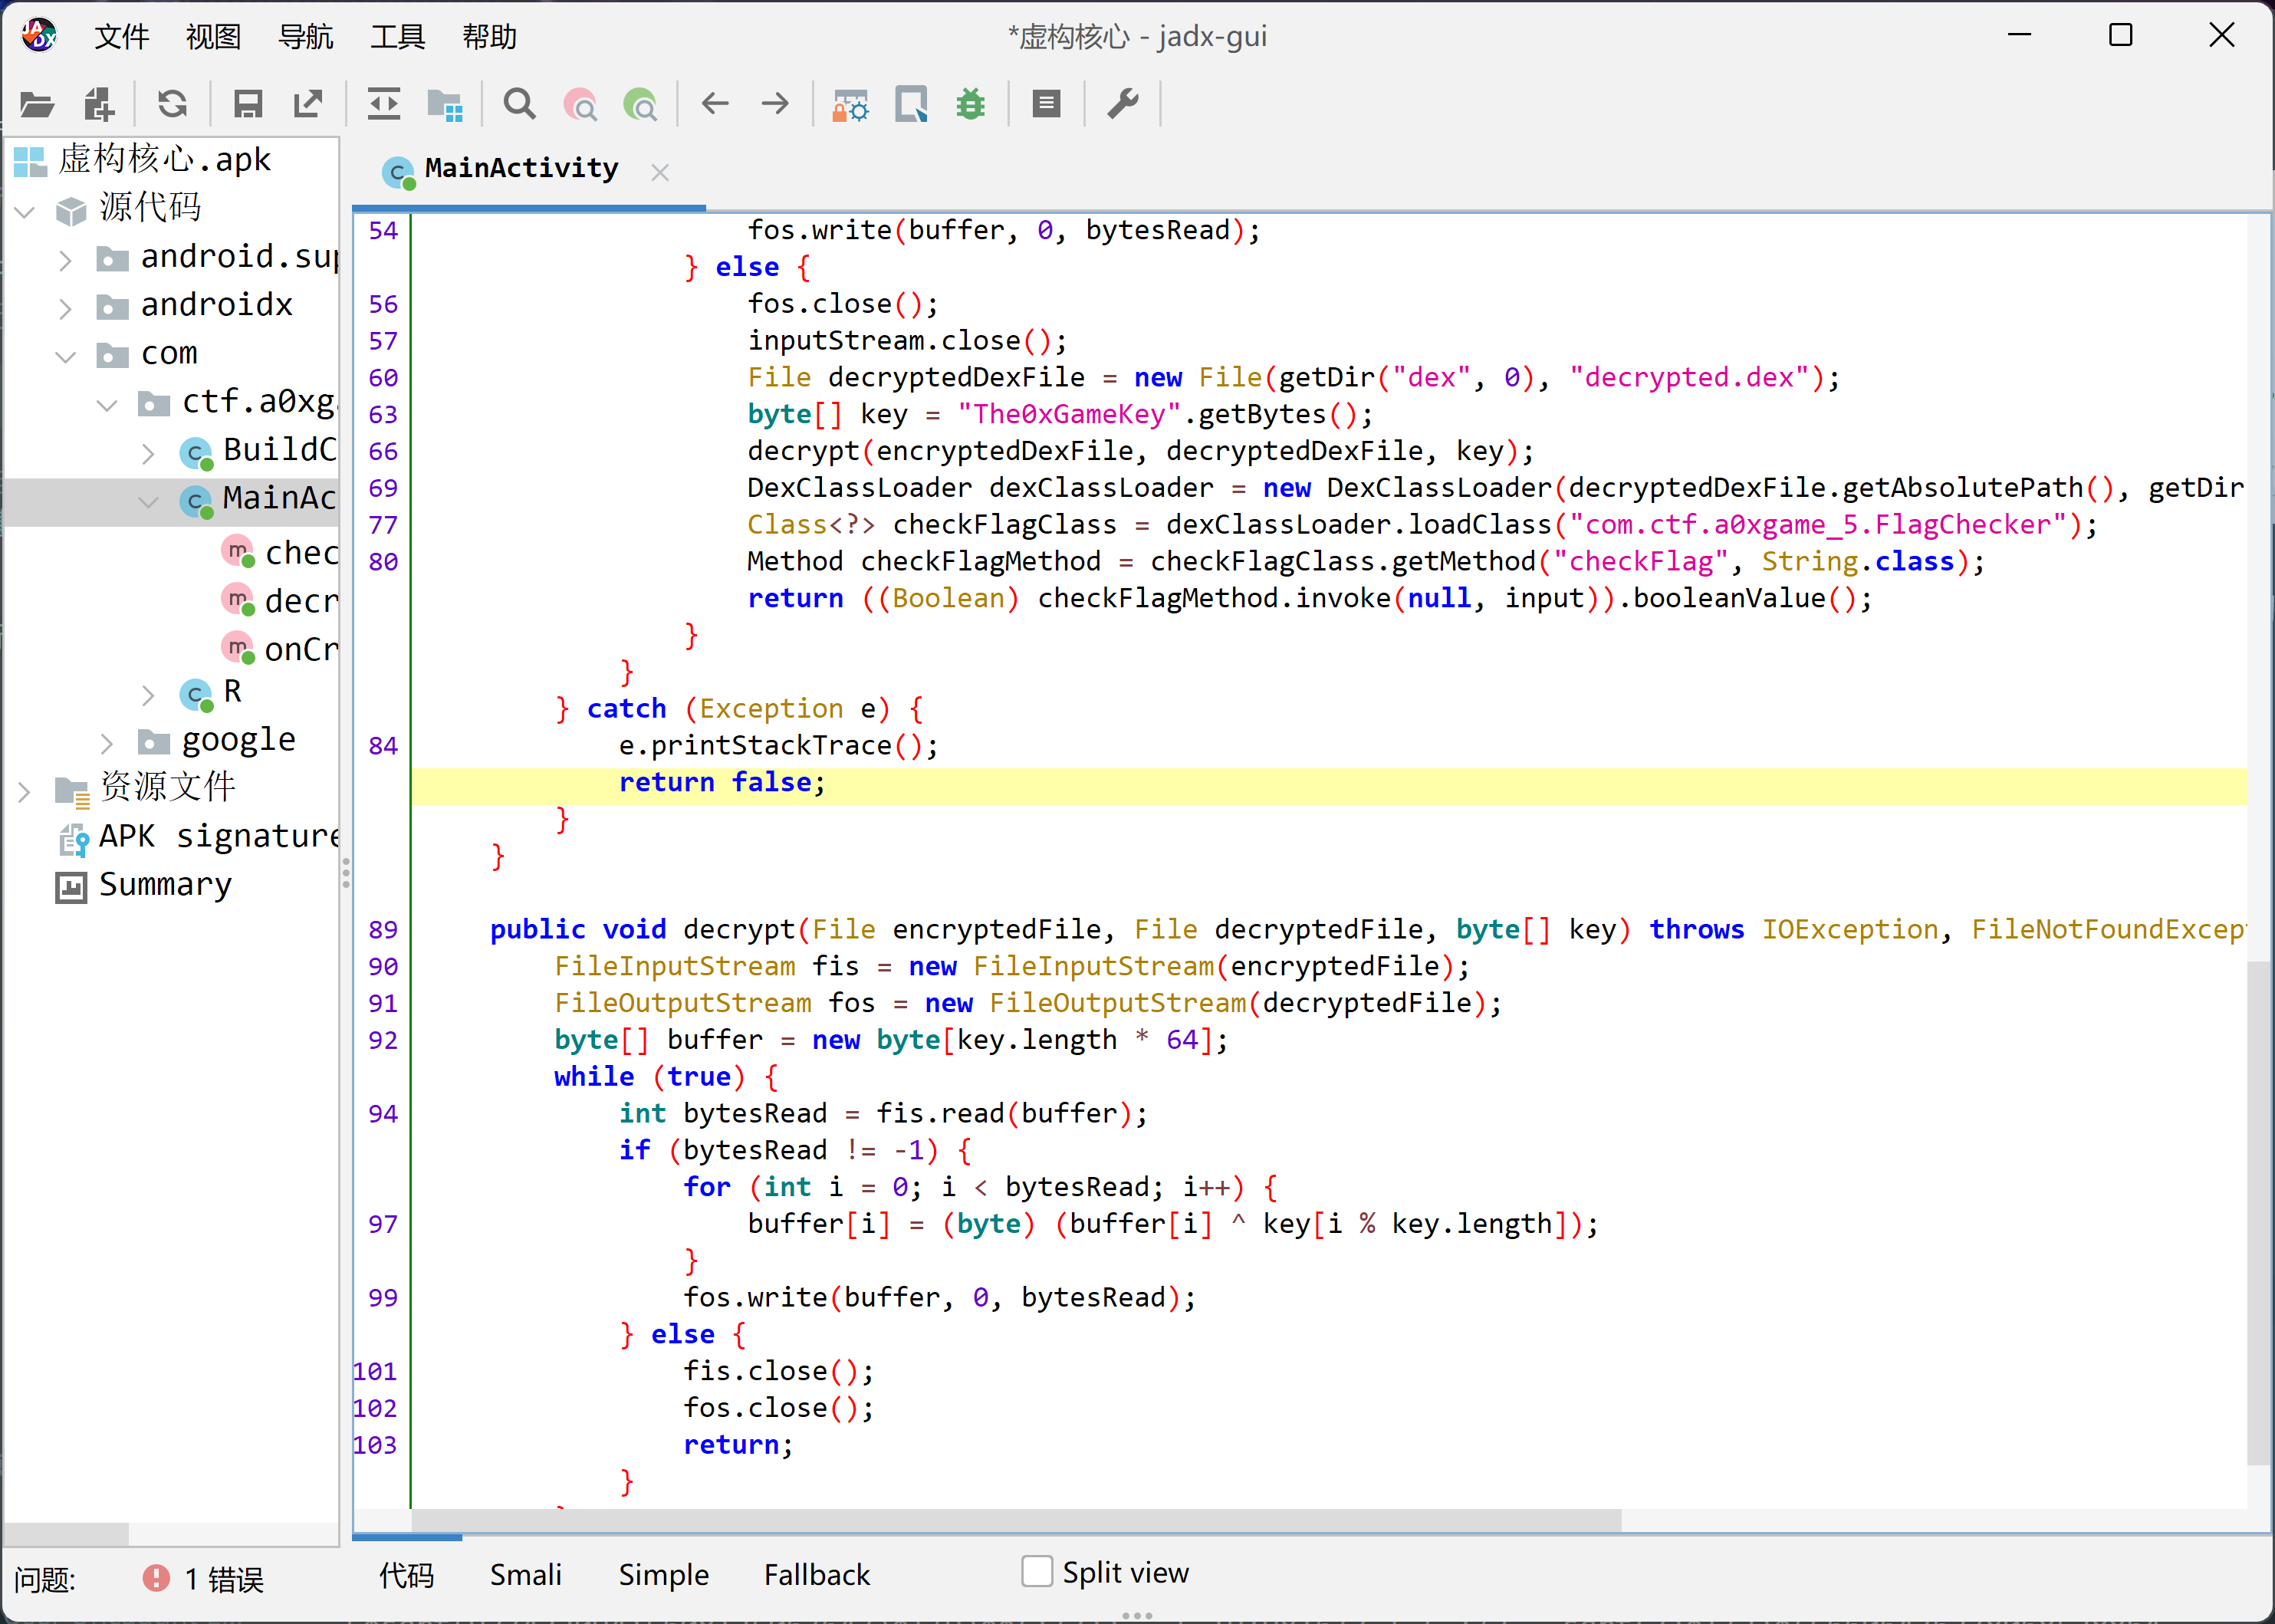 文件 视图 导航 工具 帮助
*虚构核心 - jadx-gui
虚构核心.apk
源代码
android.sup
androidx
com
ctf.a0xga
BuildC
MainAc
chec
decr
onCr
R
google
资源文件
APK signature
Summary
MainActivity
54 fos.write(buffer, 0, bytesRead);
} else {
56 fos.close();
57 inputStream.close();
60 File decryptedDexFile = new File(getDir("dex", 0), "decrypted.dex");
63 byte[] key = "The0xGameKey".getBytes();
66 decrypt(encryptedDexFile, decryptedDexFile, key);
69 DexClassLoader dexClassLoader = new DexClassLoader(decryptedDexFile.getAbsolutePath(), getDir
77 Class<?> checkFlagClass = dexClassLoader.loadClass("com.ctf.a0xgame_5.FlagChecker");
80 Method checkFlagMethod = checkFlagClass.getMethod("checkFlag", String.class);
return ((Boolean) checkFlagMethod.invoke(null, input)).booleanValue();
}
}
} catch (Exception e) {
84 e.printStackTrace();
return false;
}
}
89 public void decrypt(File encryptedFile, File decryptedFile, byte[] key) throws IOException, FileNotFoundExcep
90 FileInputStream fis = new FileInputStream(encryptedFile);
91 FileOutputStream fos = new FileOutputStream(decryptedFile);
92 byte[] buffer = new byte[key.length * 64];
while (true) {
94 int bytesRead = fis.read(buffer);
if (bytesRead != -1) {
for (int i = 0; i < bytesRead; i++) {
97 buffer[i] = (byte) (buffer[i] ^ key[i % key.length]);
}
99 fos.write(buffer, 0, bytesRead);
} else {
101 fis.close();
102 fos.close();
103 return;
}
问题: 1 错误
代码 Smali Simple Fallback Split view